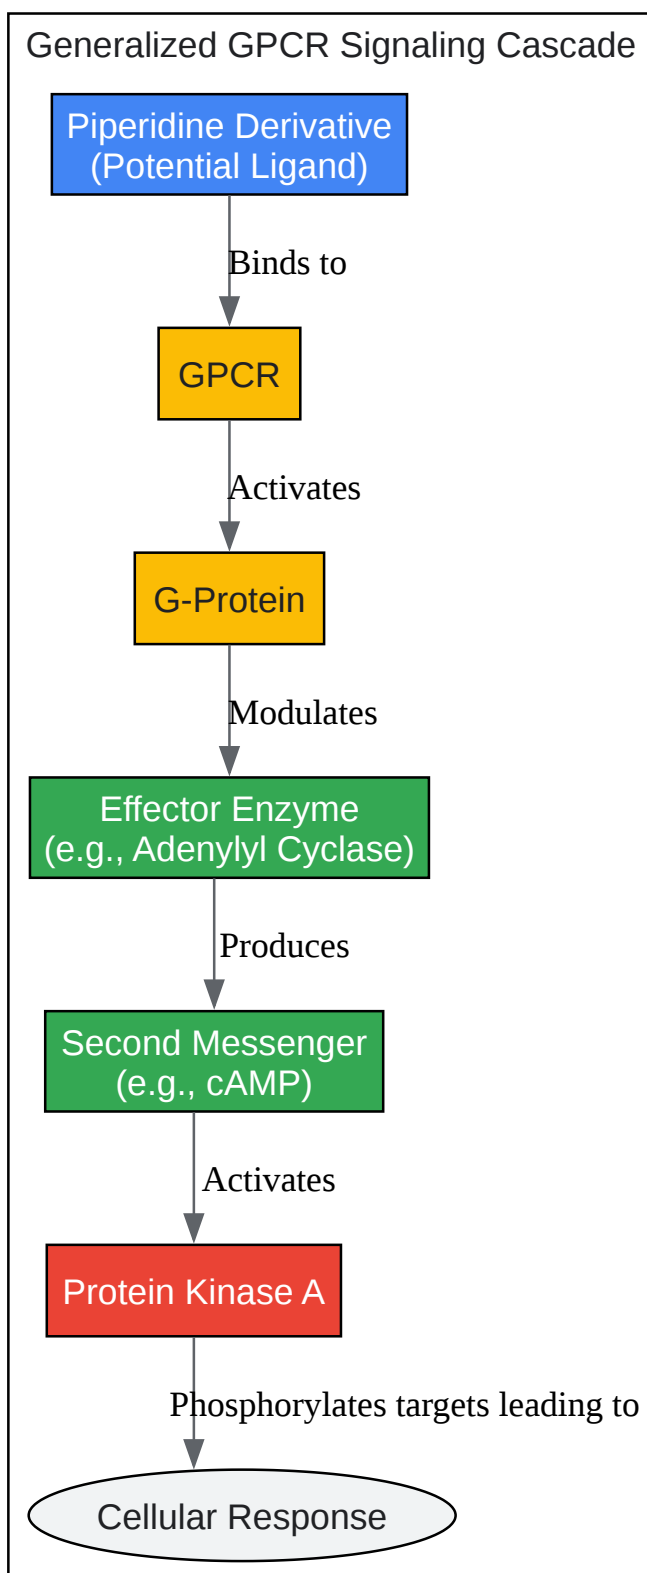 Generalized GPCR Signaling Cascade
Piperidine Derivative
(Potential Ligand)
Binds to
GPCR
Activates
G-Protein
Modulates
Effector Enzyme
(e.g., Adenylyl Cyclase)
Produces
Second Messenger
(e.g., cAMP)
Activates
Protein Kinase A
Phosphorylates targets leading to
Cellular Response